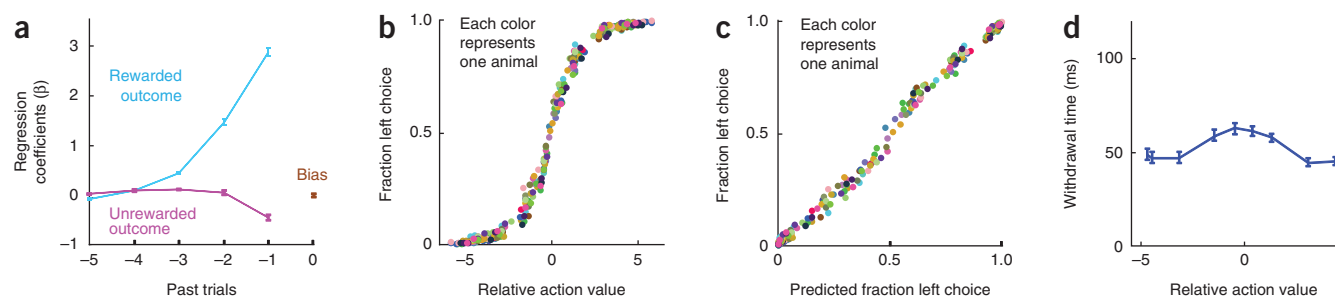 a
Regression
coefficients (β)
3
2
1
0
–1
Rewarded
outcome
Unrewarded
outcome
Bias
–5
–4
–3
–2
–1
0
Past trials
b
Fraction left choice
1.0
0.5
0
Each color
represents
one animal
–5
0
5
Relative action value
c
Fraction left choice
1.0
0.5
0
Each color
represents
one animal
0
0.5
1.0
Predicted fraction left choice
d
Withdrawal time (ms)
100
50
0
–5
0
Relative action value